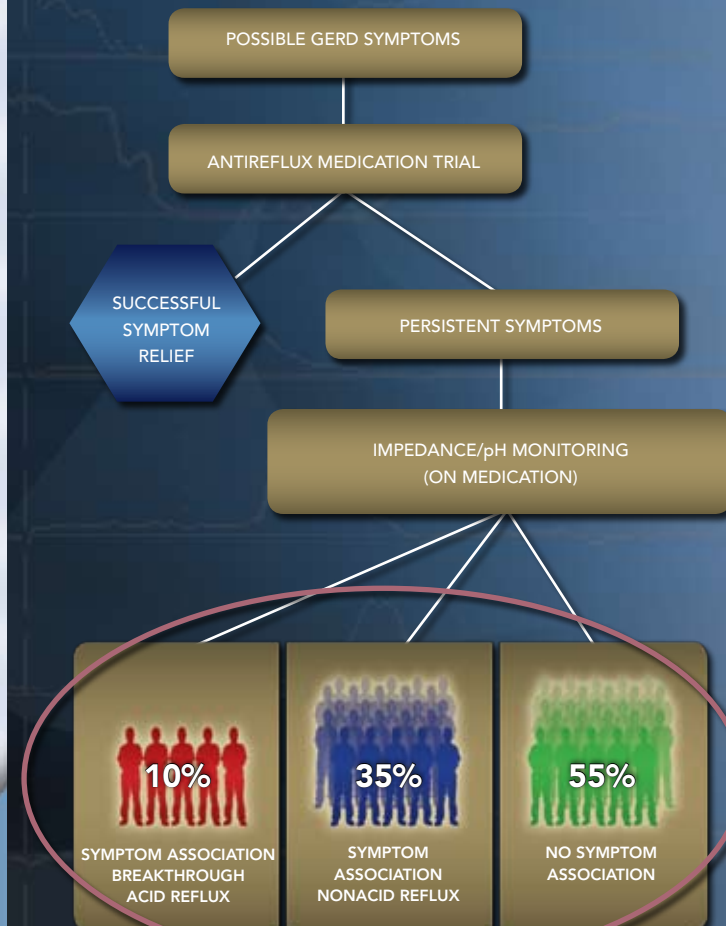 POSSIBLE GERD SYMPTOMS
ANTIREFLUX MEDICATION TRIAL
SUCCESSFUL
SYMPTOM
RELIEF
PERSISTENT SYMPTOMS
IMPEDANCE/pH MONITORING
(ON MEDICATION)
10%
SYMPTOM ASSOCIATION
BREAKTHROUGH
ACID REFLUX
35%
SYMPTOM
ASSOCIATION
NONACID REFLUX
55%
NO SYMPTOM
ASSOCIATION